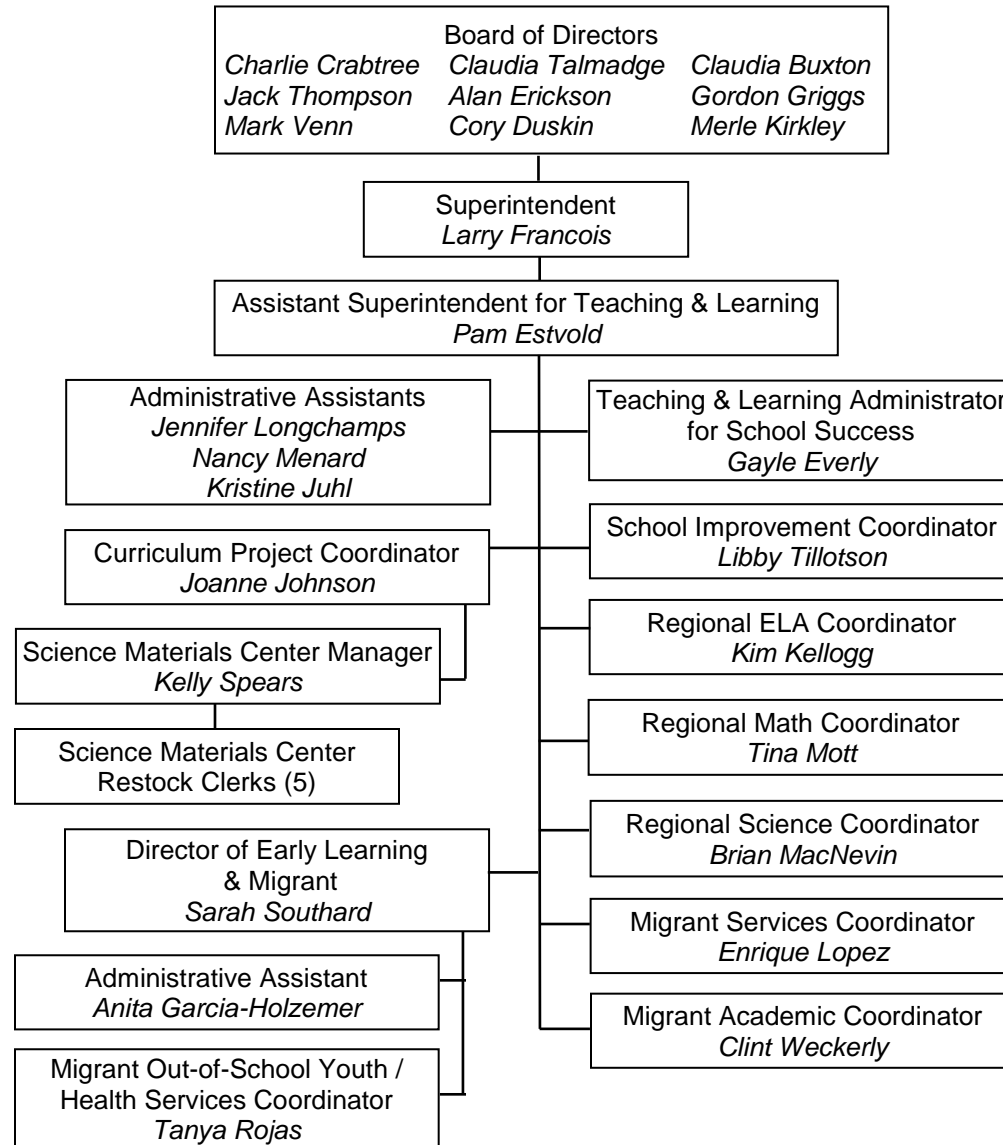 Board of Directors
Charlie Crabtree Claudia Talmadge Claudia Buxton
Jack Thompson Alan Erickson Gordon Griggs
Mark Venn Cory Duskin Merle Kirkley
Superintendent
Larry Francois
Assistant Superintendent for Teaching & Learning
Pam Estvold
Administrative Assistants
Jennifer Longchamps
Nancy Menard
Kristine Juhl
Teaching & Learning Administrator
for School Success
Gayle Everly
Curriculum Project Coordinator
Joanne Johnson
School Improvement Coordinator
Libby Tillotson
Science Materials Center Manager
Kelly Spears
Regional ELA Coordinator
Kim Kellogg
Science Materials Center
Restock Clerks (5)
Regional Math Coordinator
Tina Mott
Director of Early Learning
& Migrant
Sarah Southard
Regional Science Coordinator
Brian MacNevin
Administrative Assistant
Anita Garcia-Holzemer
Migrant Services Coordinator
Enrique Lopez
Migrant Out-of-School Youth /
Health Services Coordinator
Tanya Rojas
Migrant Academic Coordinator
Clint Weckerly